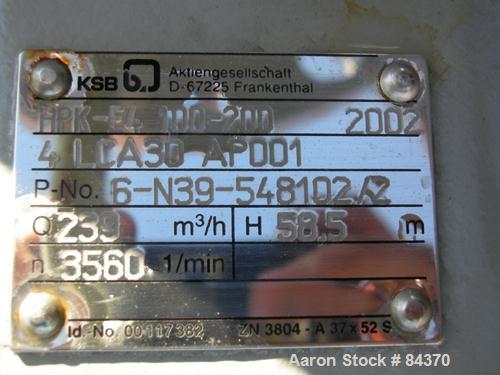 KSB Aktiengesellschaft
D-67225 Frankenthal
HPK-E4 100-200 2002
4 LCA30 AP001
P-No. 6-N39-548102/2
Q 239 m³/h H 58,5 m
n 3560 1/min
Id.-No. 00117382 ZN 3804 - A 37 x 52 S
Aaron Stock # 84370